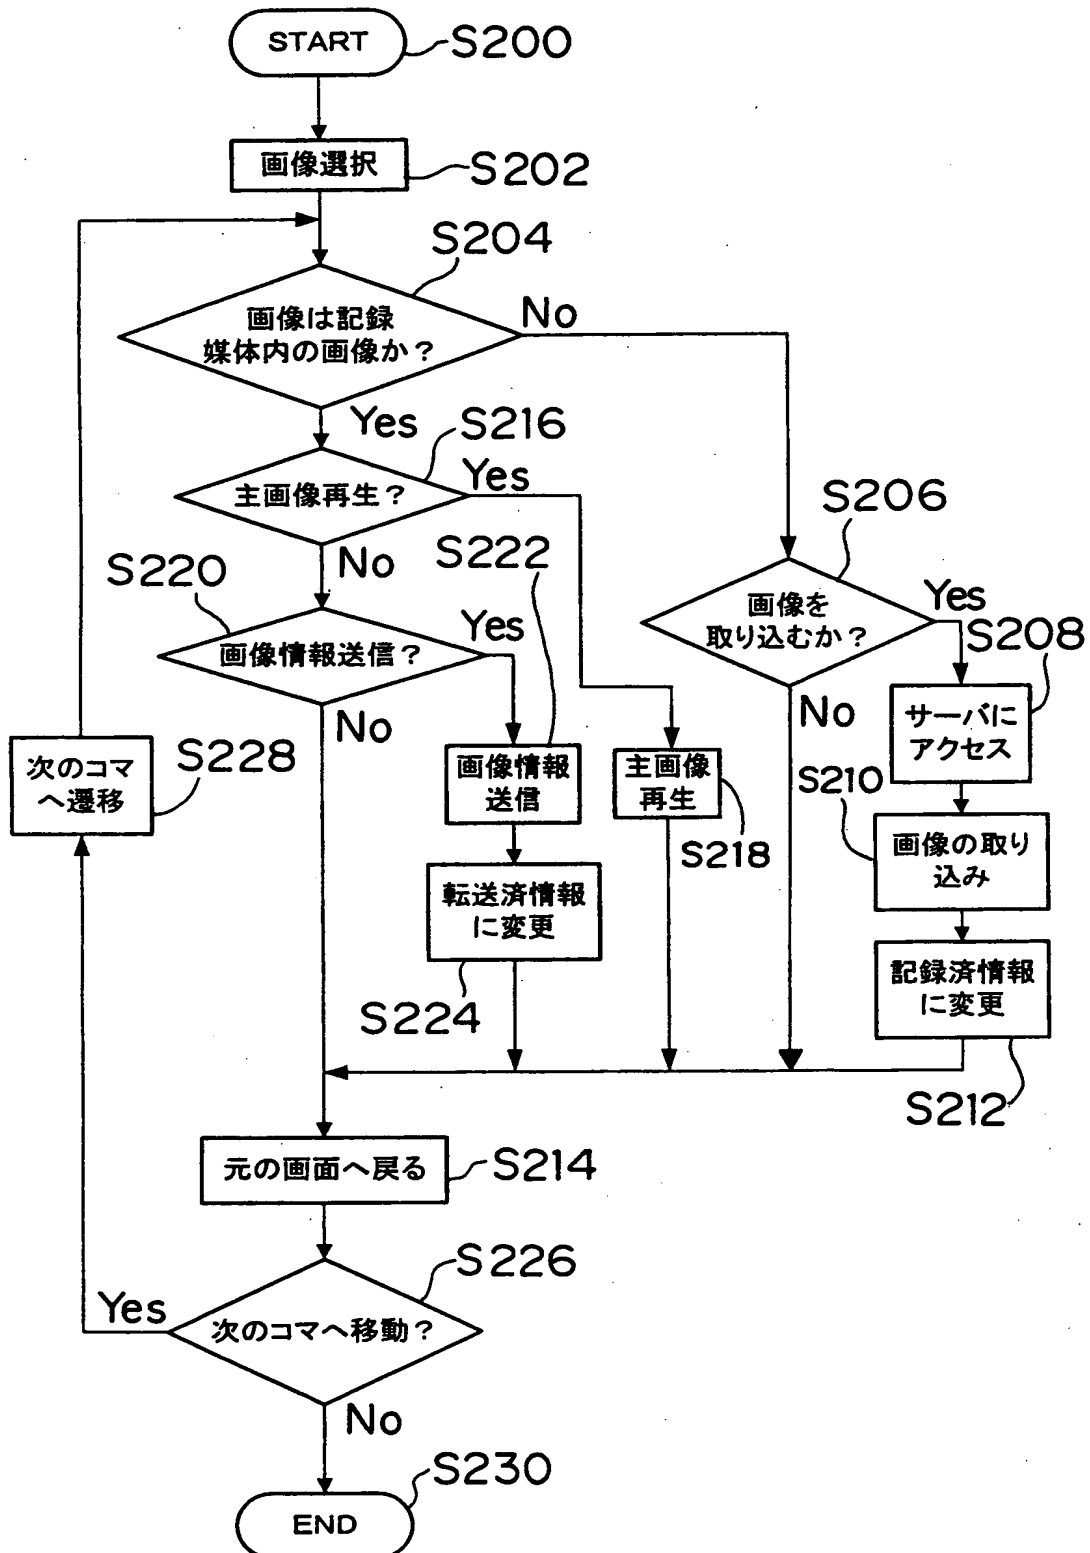 START
S200
画像選択
S202
S204
画像は記録
媒体内の画像か？
No
Yes
S216
主画像再生？
Yes
No
S206
画像を
取り込むか？
Yes
No
S208
サーバに
アクセス
S210
画像の取り
込み
記録済情報
に変更
S212
S220
画像情報送信？
Yes
No
S222
画像情報
送信
転送済情報
に変更
S224
主画像
再生
S218
次のコマ
へ遷移
S228
元の画面へ戻る
S214
S226
次のコマへ移動？
Yes
No
S230
END